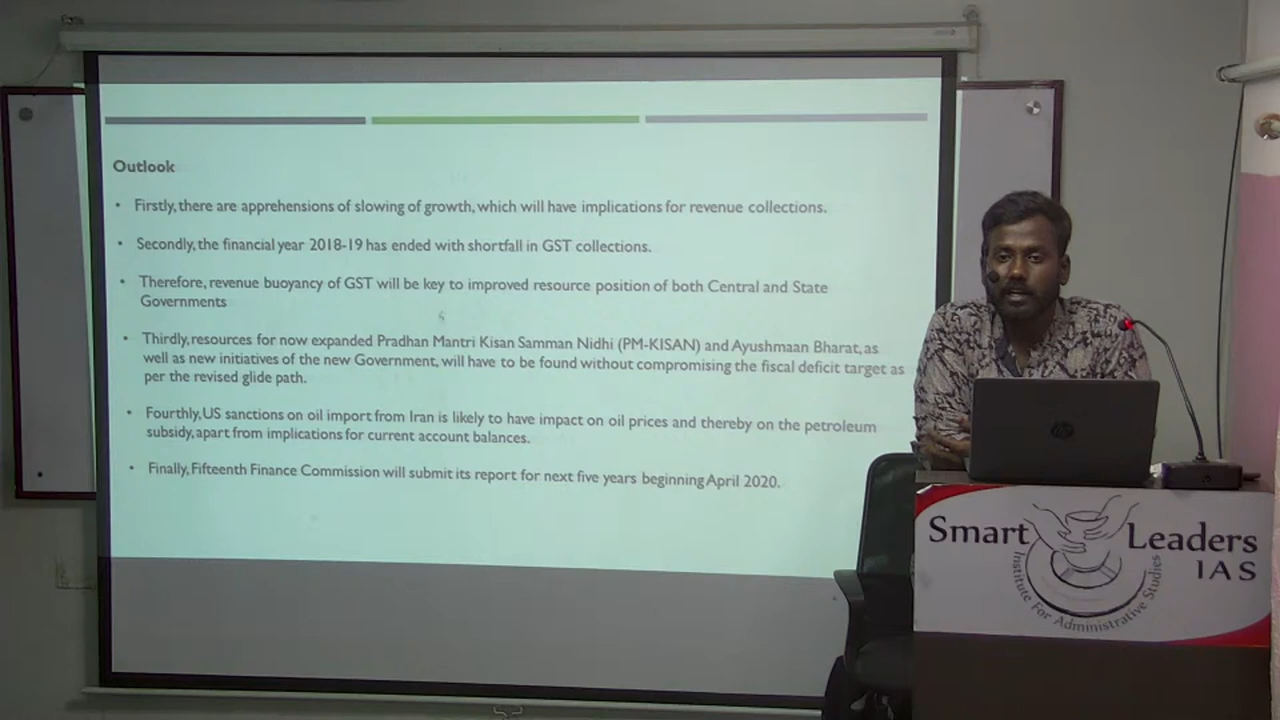 Outlook
• Firstly, there are apprehensions of slowing of growth, which will have implications for revenue collections.
• Secondly, the financial year 2018-19 has ended with shortfall in GST collections.
• Therefore, revenue buoyancy of GST will be key to improved resource position of both Central and State
Governments
• Thirdly, resources for now expanded Pradhan Mantri Kisan Samman Nidhi (PM-KISAN) and Ayushmaan Bharat, as
well as new initiatives of the new Government, will have to be found without compromising the fiscal deficit target as
per the revised glide path.
• Fourthly, US sanctions on oil import from Iran is likely to have impact on oil prices and thereby on the petroleum
subsidy, apart from implications for current account balances.
• Finally, Fifteenth Finance Commission will submit its report for next five years beginning April 2020.
Smart Leaders
IAS
Institute For Administrative Studies
hp